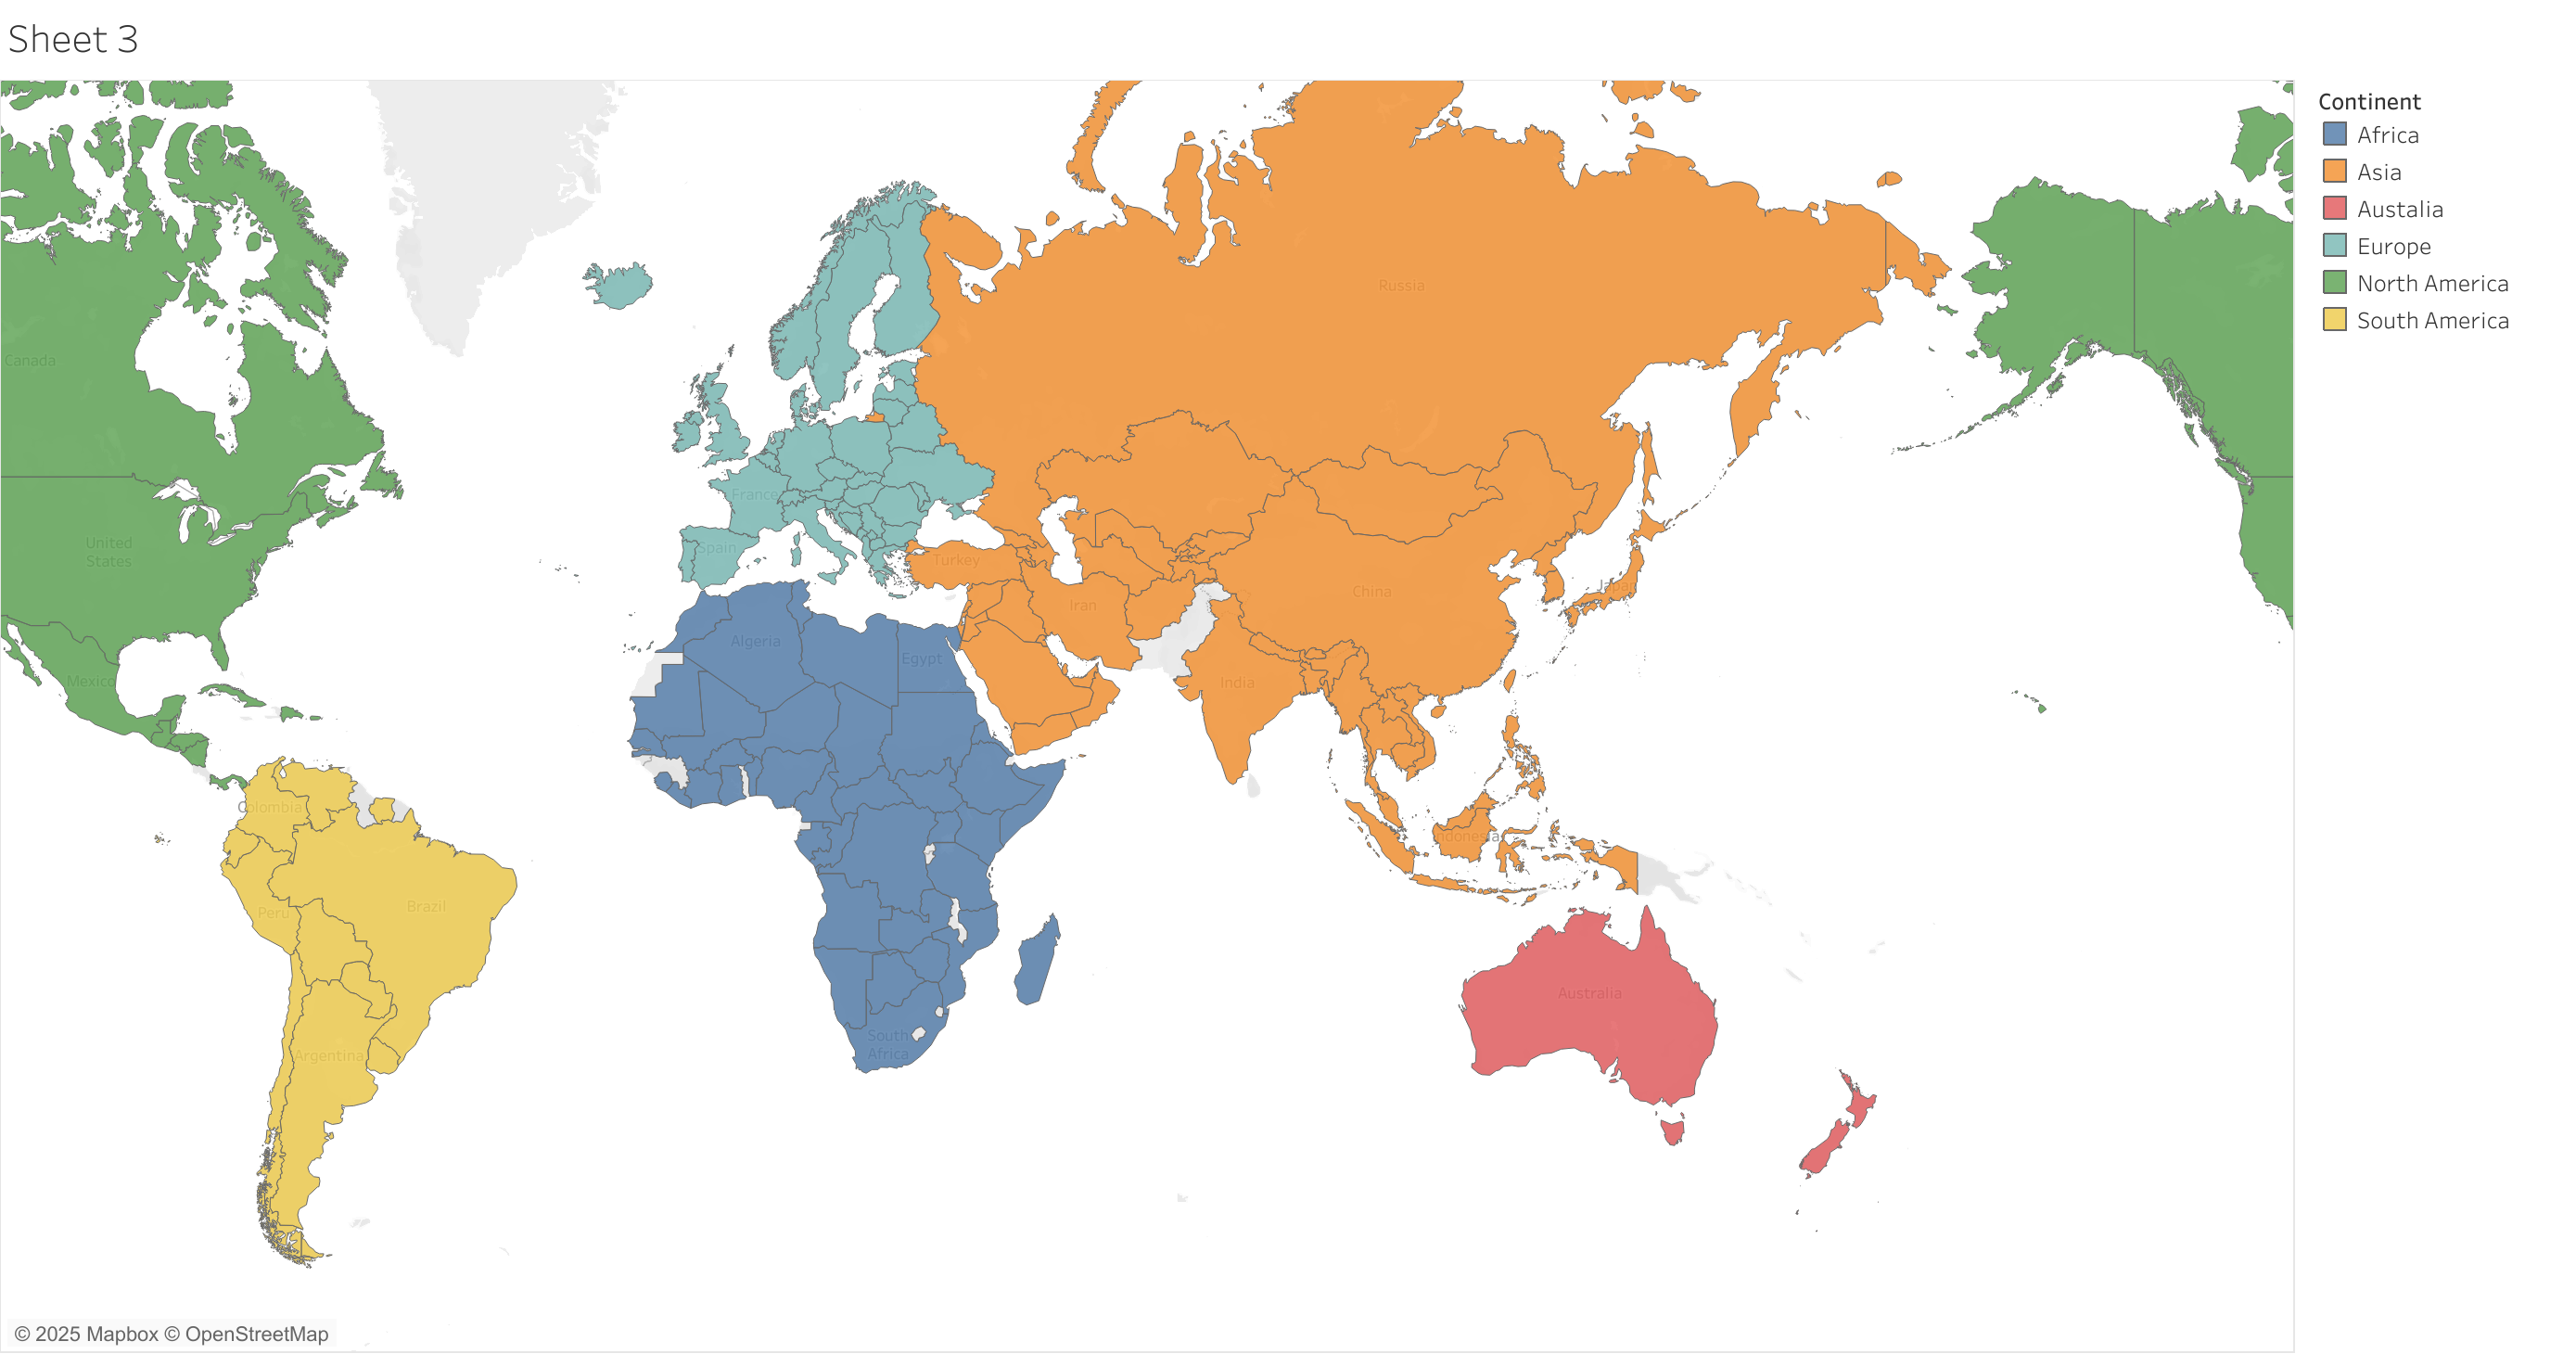 Sheet 3
Continent
Africa
Asia
Austalia
Europe
North America
South America
Russia
Canada
France
United
States
Spain
Turkey
Japan
China
Iran
Algeria
Egypt
Mexico
India
Colombia
Indonesia
Brazil
Peru
Australia
South
Africa
Argentina
© 2025 Mapbox © OpenStreetMap